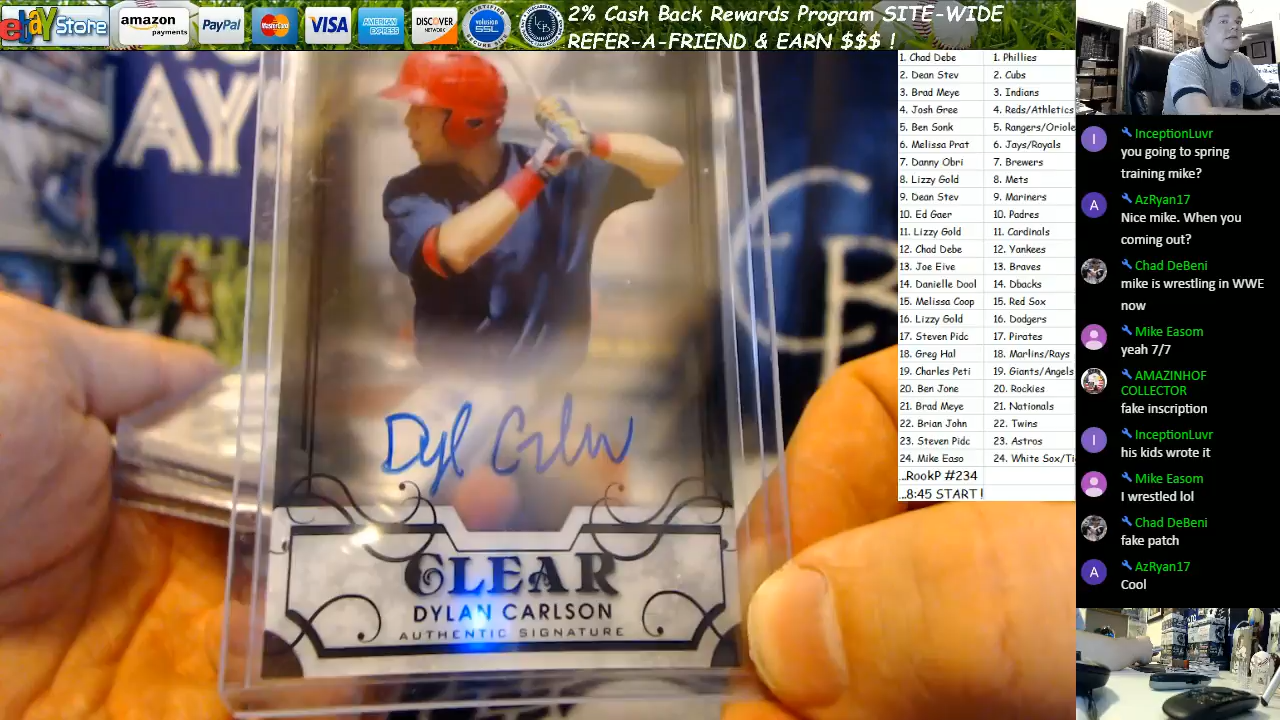 ebay Store
amazon
payments
PayPal
MasterCard
VISA
AMERICAN
EXPRESS
DISCOVER
NETWORK
volusion
SSL
2% Cash Back Rewards Program SITE-WIDE
REFER-A-FRIEND & EARN $$$ !
AY
CB
Dyl Carlson
CLEAR
DYLAN CARLSON
AUTHENTIC SIGNATURE
1. Chad Debe 1. Phillies
2. Dean Stev 2. Cubs
3. Brad Meye 3. Indians
4. Josh Gree 4. Reds/Athletics
5. Ben Sonk 5. Rangers/Oriole
6. Melissa Prat 6. Jays/Royals
7. Danny Obri 7. Brewers
8. Lizzy Gold 8. Mets
9. Dean Stev 9. Mariners
10. Ed Gaer 10. Padres
11. Lizzy Gold 11. Cardinals
12. Chad Debe 12. Yankees
13. Joe Eive 13. Braves
14. Danielle Dool 14. Dbacks
15. Melissa Coop 15. Red Sox
16. Lizzy Gold 16. Dodgers
17. Steven Pidc 17. Pirates
18. Greg Hal 18. Marlins/Rays
19. Charles Peti 19. Giants/Angels
20. Ben Jone 20. Rockies
21. Brad Meye 21. Nationals
22. Brian John 22. Twins
23. Steven Pidc 23. Astros
24. Mike Easo 24. White Sox/Ti
...RookP #234
...8:45 START!
I InceptionLuvr
you going to spring
training mike?
A AzRyan17
Nice mike. When you
coming out?
Chad DeBeni
mike is wrestling in WWE
now
Mike Easom
yeah 7/7
AMAZINHOF
COLLECTOR
fake inscription
I InceptionLuvr
his kids wrote it
Mike Easom
I wrestled lol
Chad DeBeni
fake patch
A AzRyan17
Cool